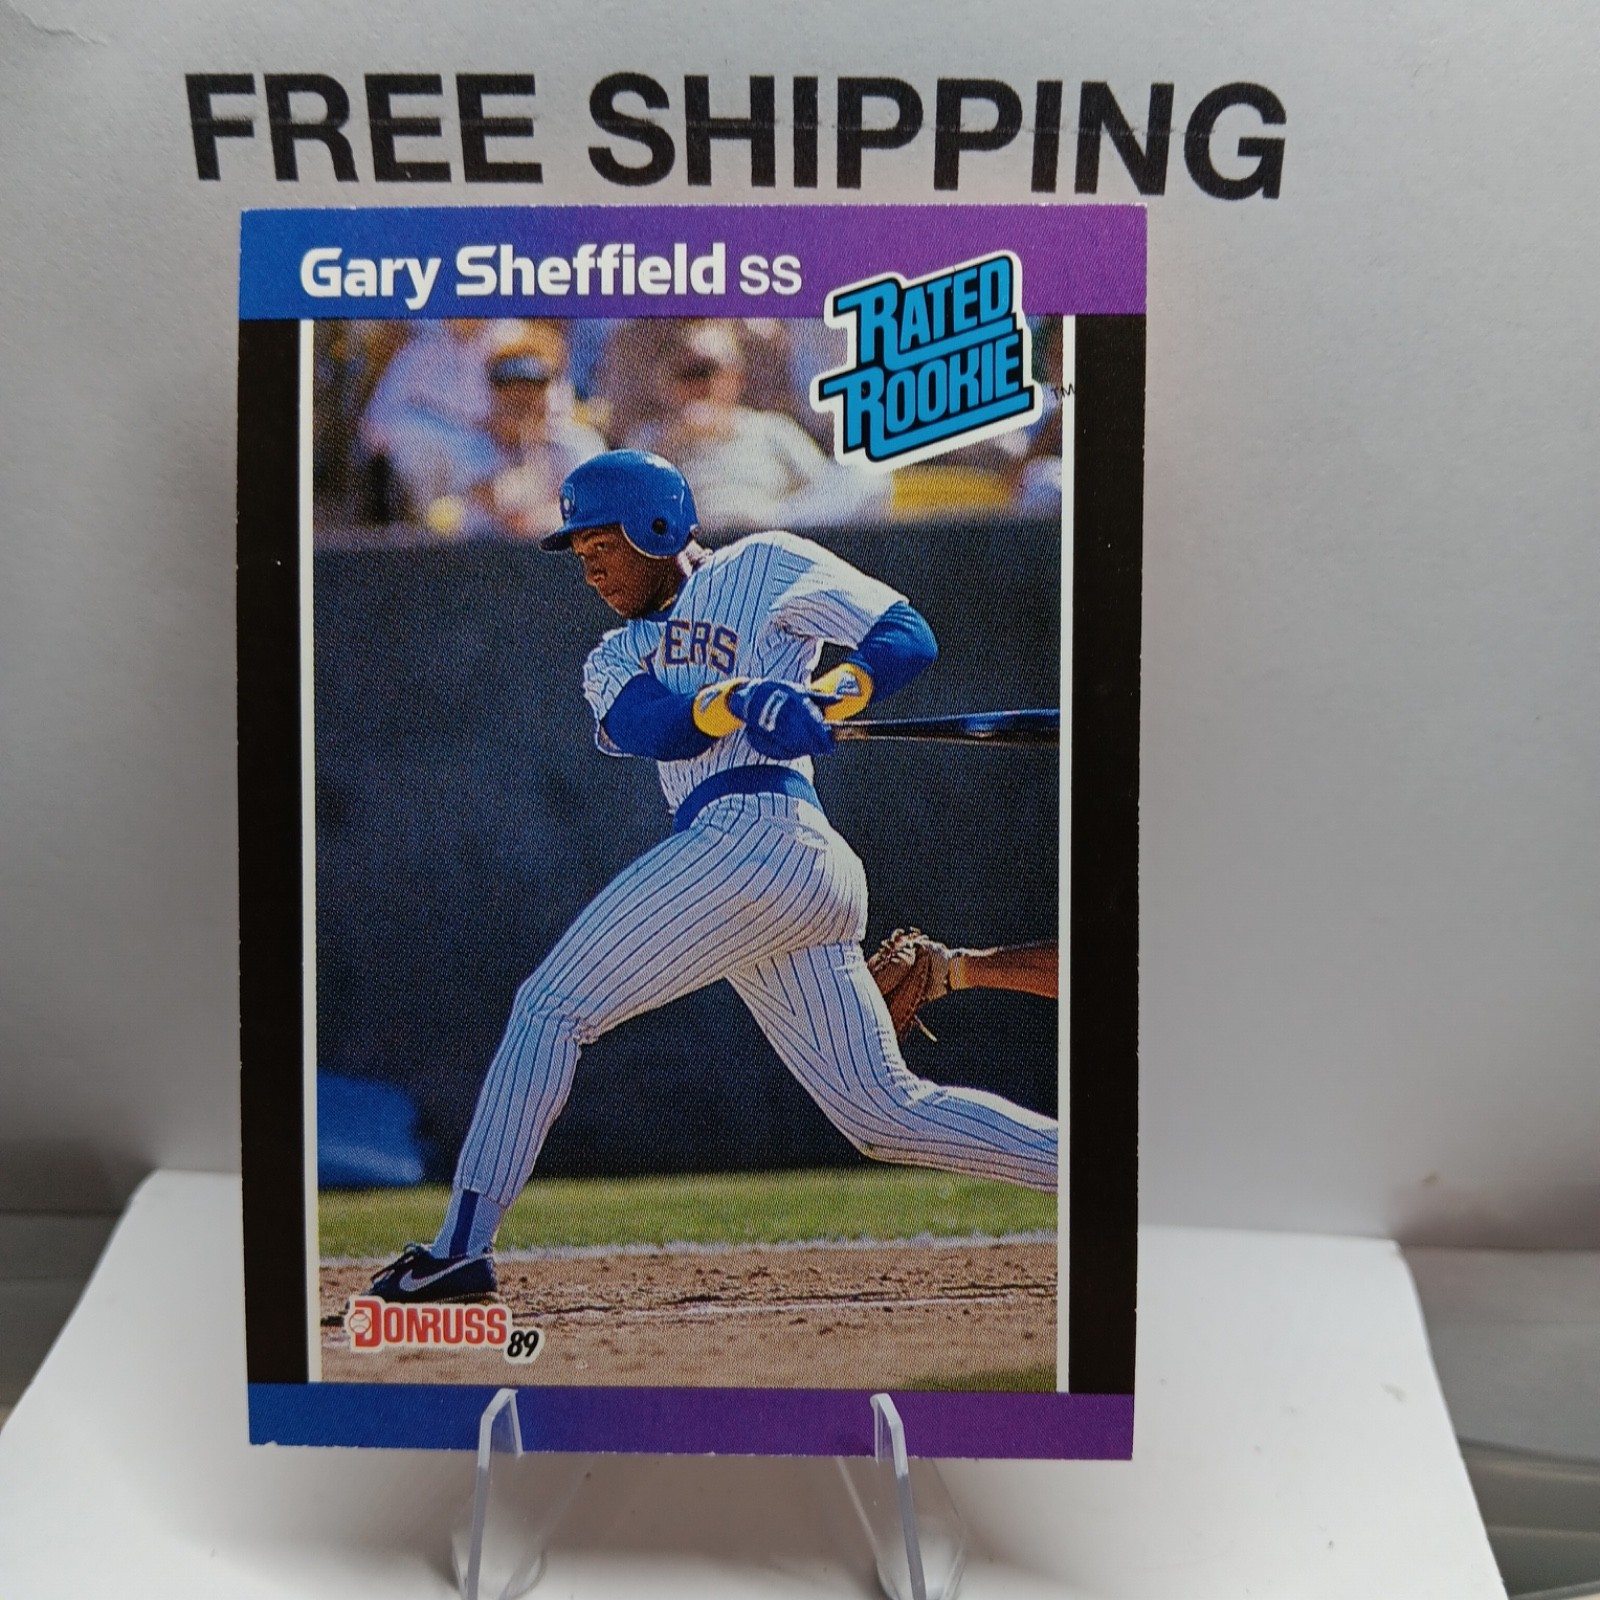 FREE SHIPPING
Gary Sheffield SS
RATED
ROOKIE
TM
ERS
DONRUSS 89